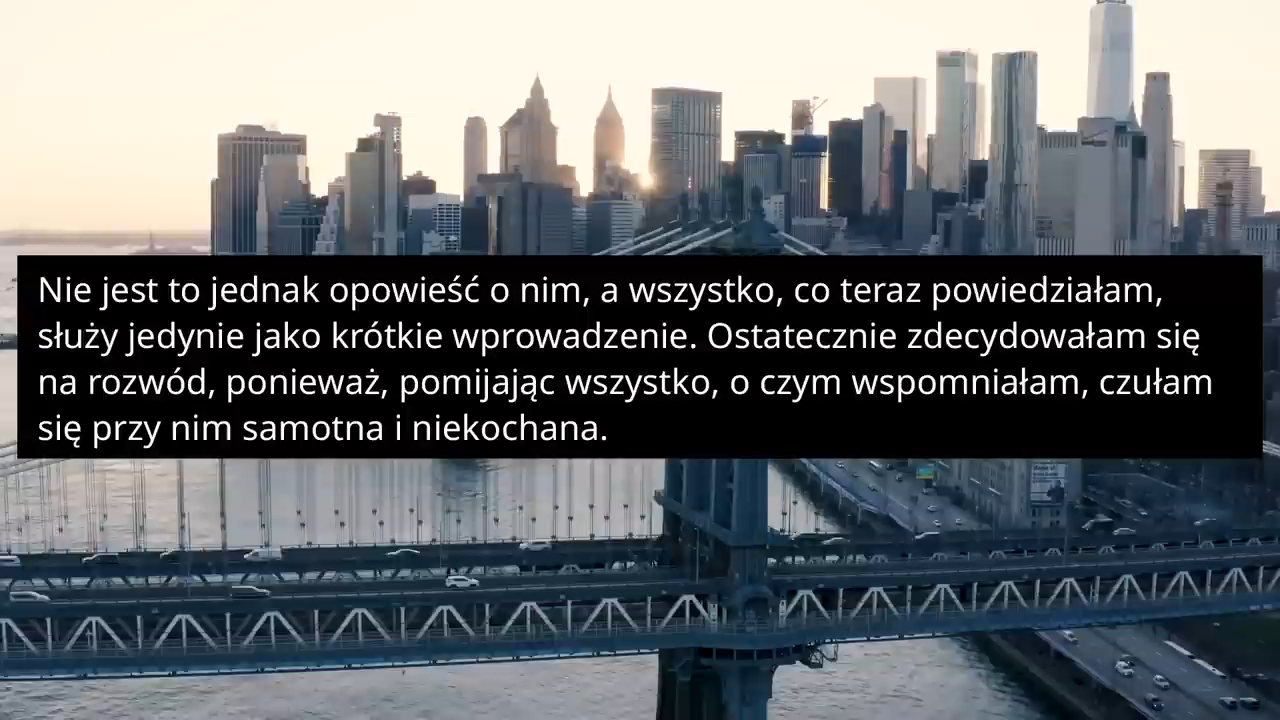 Nie jest to jednak opowieść o nim, a wszystko, co teraz powiedziałam,
służy jedynie jako krótkie wprowadzenie. Ostatecznie zdecydowałam się
na rozwód, ponieważ, pomijając wszystko, o czym wspomniałam, czułam
się przy nim samotna i niekochana.